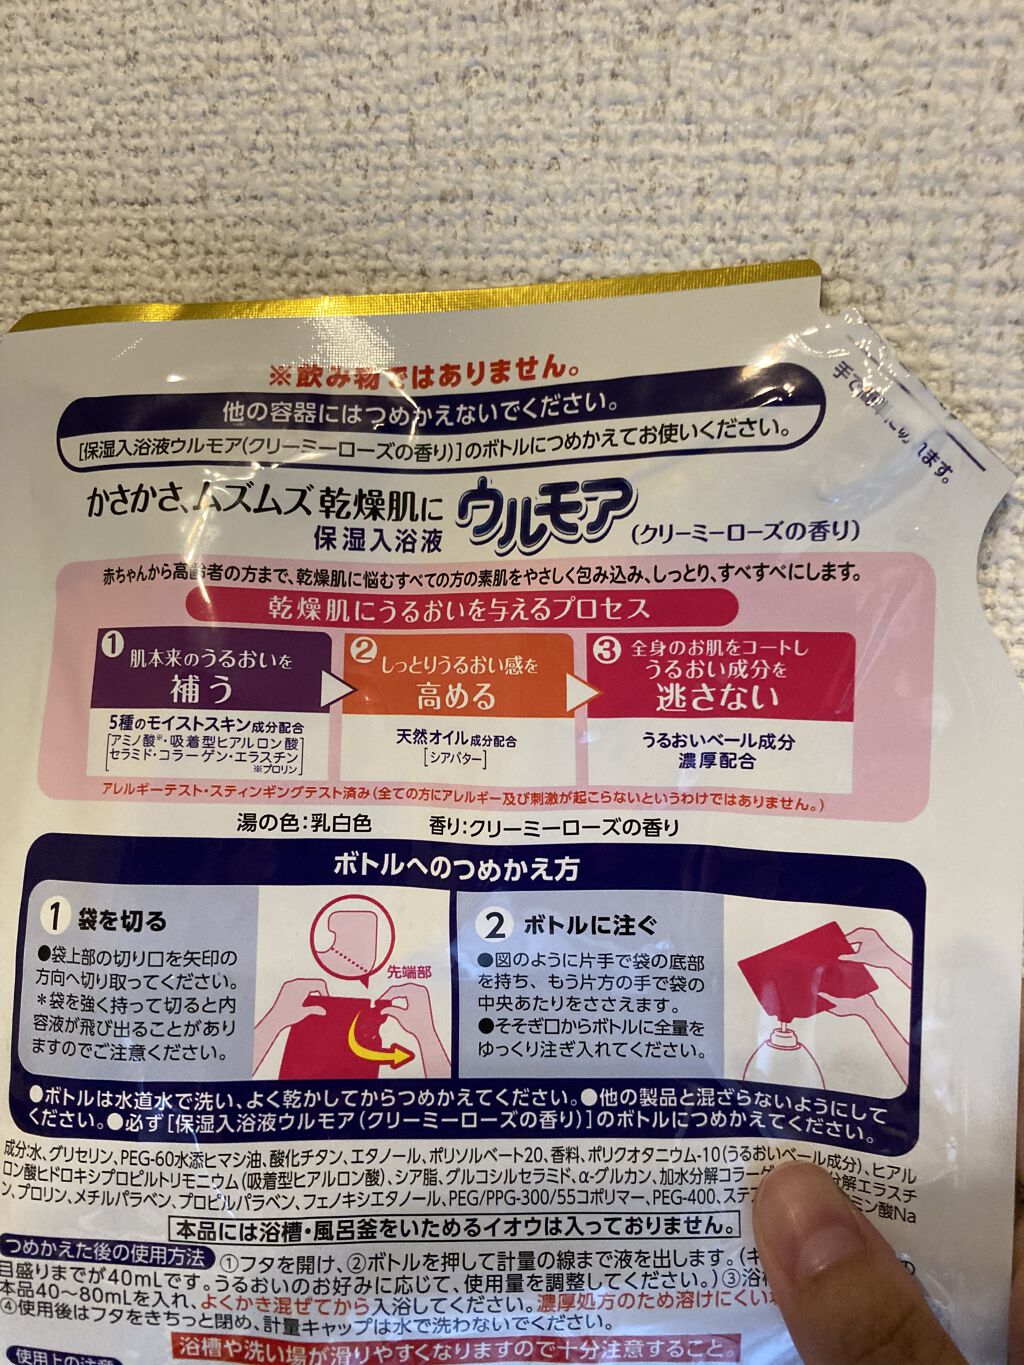 ※飲み物ではありません。
他の容器にはつめかえないでください。
[保湿入浴液ウルモア(クリーミーローズの香り)]のボトルにつめかえてお使いください。
ます。
かさかさ、ムズムズ 乾燥肌に
保湿入浴液
ウルモア
(クリーミーローズの香り)
赤ちゃんから高齢者の方まで、乾燥肌に悩むすべての方の素肌をやさしく包み込み、しっとり、すべすべにします。
乾燥肌にうるおいを与えるプロセス
1 肌本来のうるおいを
補う
5種のモイストスキン成分配合
[アミノ酸※・吸着型ヒアルロン酸
セラミド・コラーゲン・エラスチン]
※プロリン
2 しっとりうるおい感を
高める
天然オイル成分配合
[シアバター]
3 全身のお肌をコートし
うるおい成分を
逃さない
うるおいベール成分
濃厚配合
アレルギーテスト・スティンギングテスト済み(全ての方にアレルギー及び刺激が起こらないというわけではありません。)
湯の色:乳白色 香り:クリーミーローズの香り
ボトルへのつめかえ方
1 袋を切る
●袋上部の切り口を矢印の
方向へ切り取ってください。
*袋を強く持って切ると内
容液が飛び出ることがあり
ますのでご注意ください。
先端部
2 ボトルに注ぐ
●図のように片手で袋の底部
を持ち、もう片方の手で袋の
中央あたりをささえます。
●そそぎ口からボトルに全量を
ゆっくり注ぎ入れてください。
●ボトルは水道水で洗い、よく乾かしてからつめかえてください。●他の製品と混ざらないようにして
ください。●必ず[保湿入浴液ウルモア(クリーミーローズの香り)]のボトルにつめかえてください。
成分:水、グリセリン、PEG-60水添ヒマシ油、酸化チタン、エタノール、ポリソルベート20、香料、ポリクオタニウム-10(うるおいベール成分)、ヒアル
ロン酸ヒドロキシプロピルトリモニウム(吸着型ヒアルロン酸)、シア脂、グルコシルセラミド、α-グルカン、加水分解コラーゲ 分解エラスチ
ン、プロリン、メチルパラベン、プロピルパラベン、フェノキシエタノール、PEG/PPG-300/55コポリマー、PEG-400、ステア ミン酸Na
本品には浴槽・風呂釜をいためるイオウは入っておりません。
つめかえた後の使用方法 ①フタを開け、②ボトルを押して計量の線まで液を出します。(キ の
目盛りまでが40mLです。うるおいのお好みに応じて、使用量を調整してください。)③浴
本品40〜80mLを入れ、よくかき混ぜてから入浴してください。濃厚処方のため溶けにくい
④使用後はフタをきちっと閉め、計量キャップは水で洗わないでください。
浴槽や洗い場が滑りやすくなりますので十分注意すること。
使用上の注意